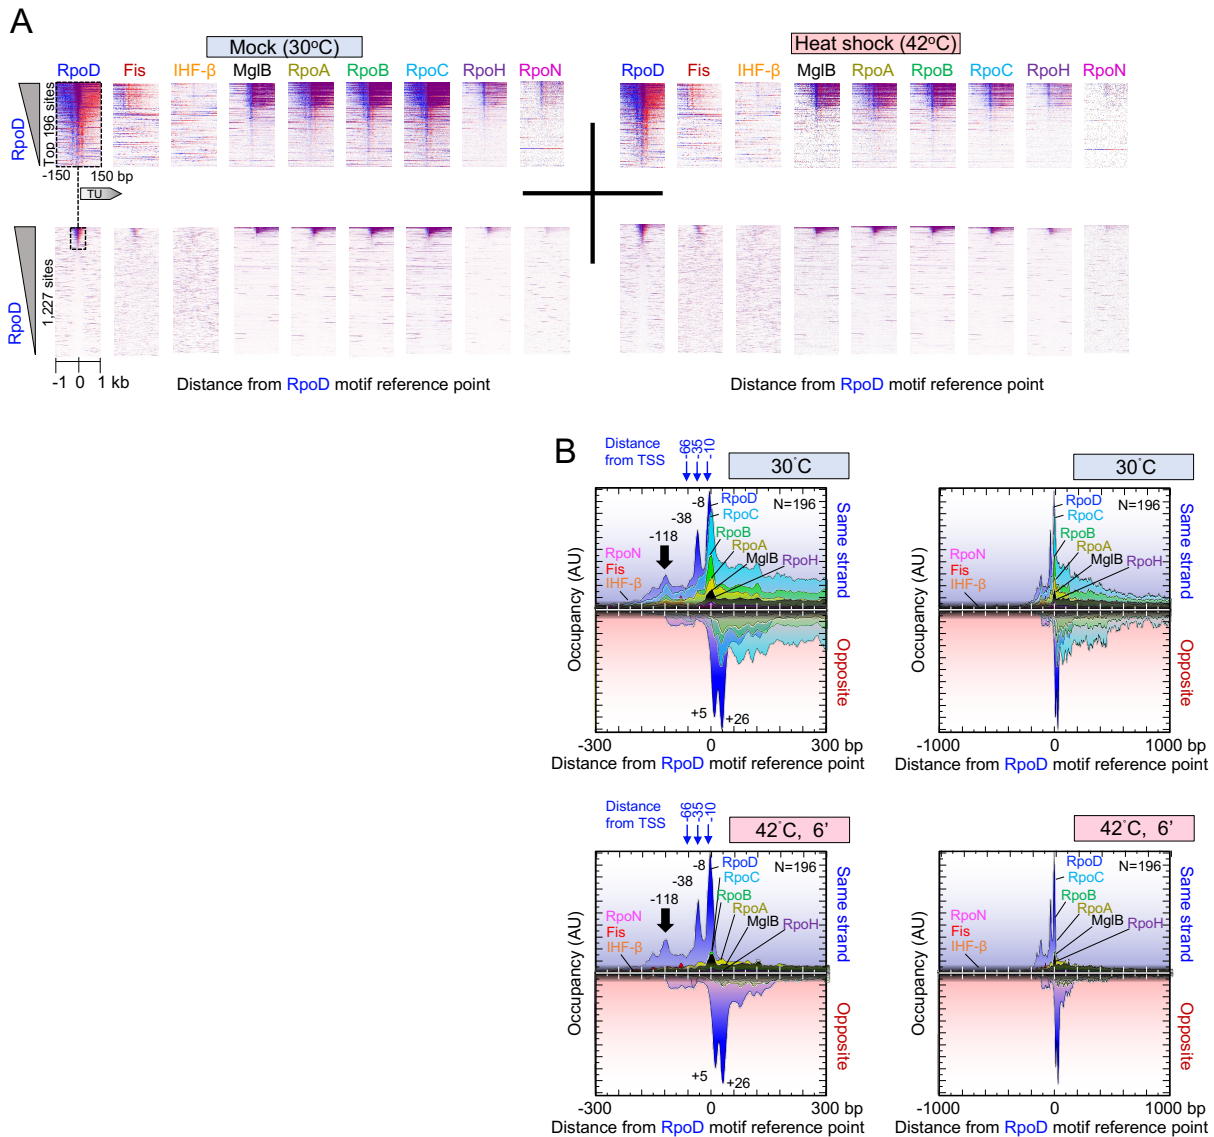 A
Mock (30°C)
Heat shock (42°C)
RpoD Fis IHF-β MglB RpoA RpoB RpoC RpoH RpoN
RpoD Fis IHF-β MglB RpoA RpoB RpoC RpoH RpoN
RpoD
Top 196 sites
-150 150 bp
TU
RpoD
1,227 sites
-1 0 1 kb
Distance from RpoD motif reference point
Distance from RpoD motif reference point
B
Distance
from TSS
-66
-35
-10
30°C
30°C
-8
RpoD
N=196
RpoC
-38
-118
RpoB
RpoN
RpoA
Fis
MglB
RpoH
IHF-β
Occupancy (AU)
Same strand
Opposite
+5
+26
-300 0 300 bp
Distance from RpoD motif reference point
RpoD
N=196
RpoC
RpoB
RpoN
RpoA
Fis
MglB
RpoH
IHF-β
Occupancy (AU)
Same strand
Opposite
-1000 0 1000 bp
Distance from RpoD motif reference point
Distance
from TSS
-66
-35
-10
42°C, 6'
42°C, 6'
-8
RpoD
N=196
RpoC
-38
-118
RpoB
RpoN
RpoA
Fis
MglB
RpoH
IHF-β
Occupancy (AU)
Same strand
Opposite
+5
+26
-300 0 300 bp
Distance from RpoD motif reference point
RpoD
N=196
RpoC
RpoB
RpoN
RpoA
Fis
MglB
RpoH
IHF-β
Occupancy (AU)
Same strand
Opposite
-1000 0 1000 bp
Distance from RpoD motif reference point